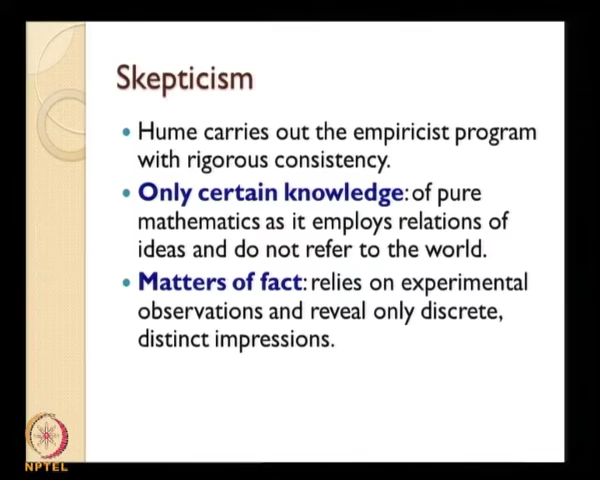 Skepticism
• Hume carries out the empiricist program
with rigorous consistency.
• Only certain knowledge: of pure
mathematics as it employs relations of
ideas and do not refer to the world.
• Matters of fact: relies on experimental
observations and reveal only discrete,
distinct impressions.
NPTEL